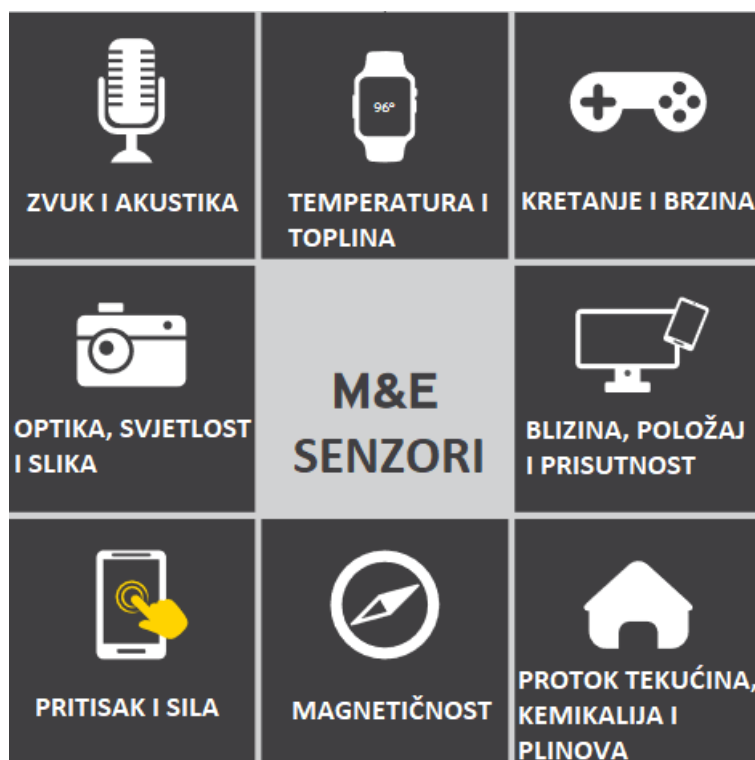 ZVUK I AKUSTIKA
96°
TEMPERATURA I
TOPLINA
KRETANJE I BRZINA
OPTIKA, SVJETLOST
I SLIKA
M&E
SENZORI
BLIZINA, POLOŽAJ
I PRISUTNOST
PRITISAK I SILA
MAGNETIČNOST
PROTOK TEKUĆINA,
KEMIKALIJA I
PLINOVA